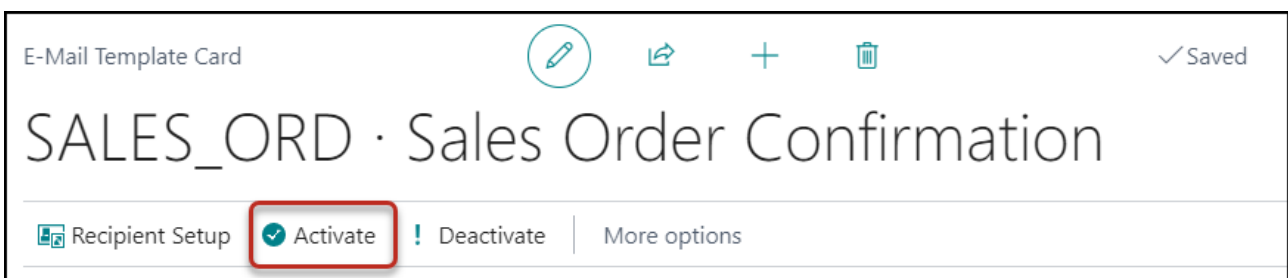 E-Mail Template Card
Saved
SALES_ORD · Sales Order Confirmation
Recipient Setup Activate Deactivate More options